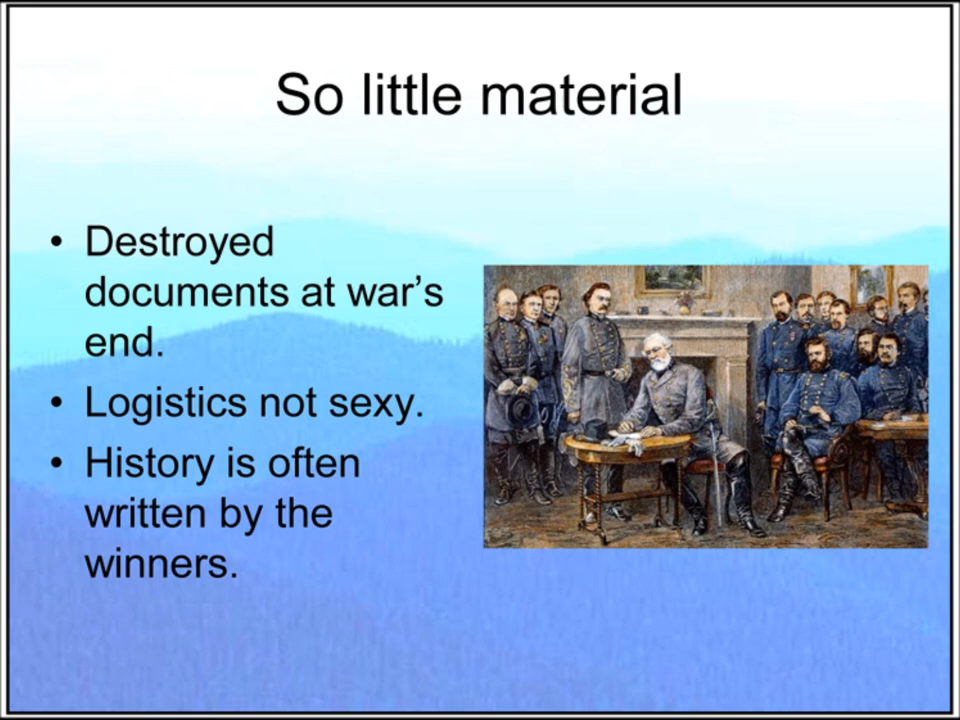 So little material
• Destroyed
documents at war’s
end.
• Logistics not sexy.
• History is often
written by the
winners.